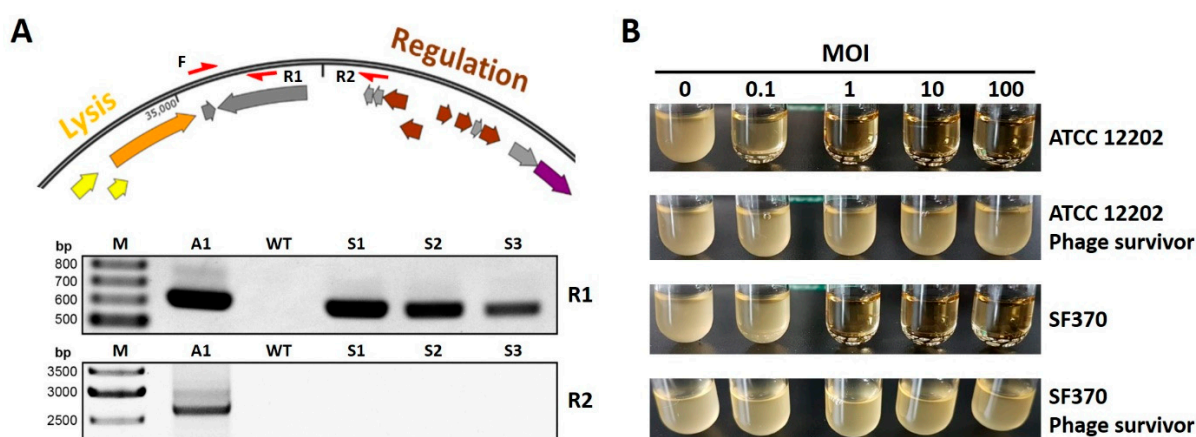 A
F
R1
R2
Regulation
Lysis
35,000
bp M A1 WT S1 S2 S3
800
700
600
500
R1
bp M A1 WT S1 S2 S3
3500
3000
2500
R2
B
MOI
0 0.1 1 10 100
ATCC 12202
ATCC 12202
Phage survivor
SF370
SF370
Phage survivor